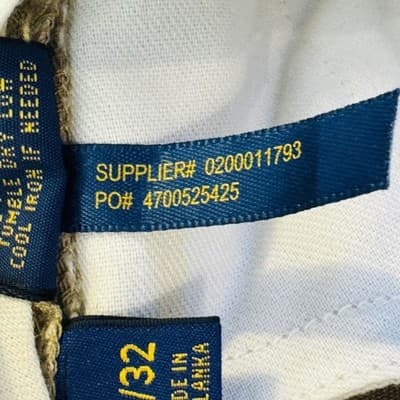 TUMBLE DRY LOW
COOL IRON IF NEEDED
SUPPLIER# 0200011793
PO# 4700525425
/32
DE IN
LANKA